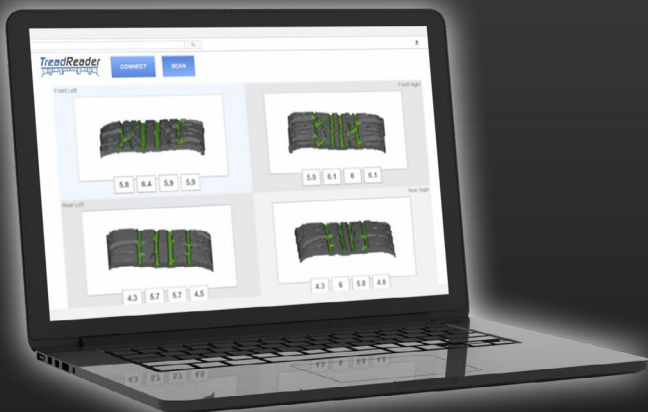 TreadReader
CONNECT
SCAN
Front Left
Front Right
5.8 6.4 5.9 5.9
5.9 6.1 6 6.1
Rear Left
Rear Right
4.3 5.7 5.7 4.5
4.3 6 5.8 4.8